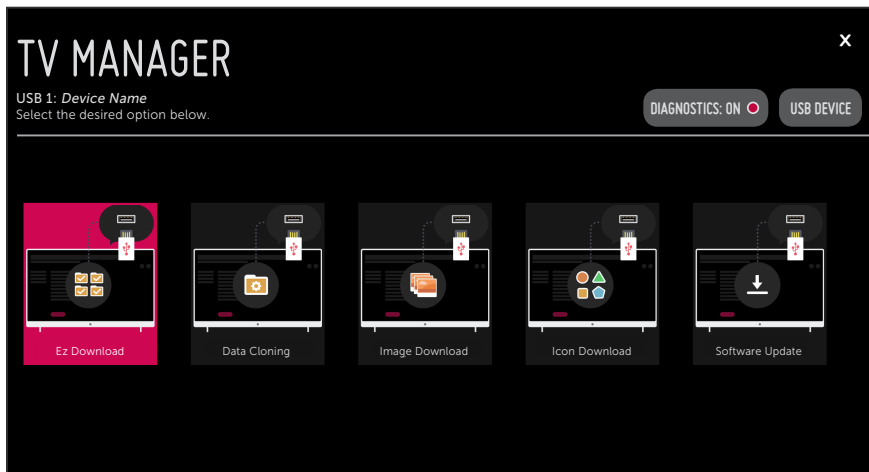 TV MANAGER
X
USB 1: Device Name
Select the desired option below.
DIAGNOSTICS: ON
USB DEVICE
Ez Download
Data Cloning
Image Download
Icon Download
Software Update